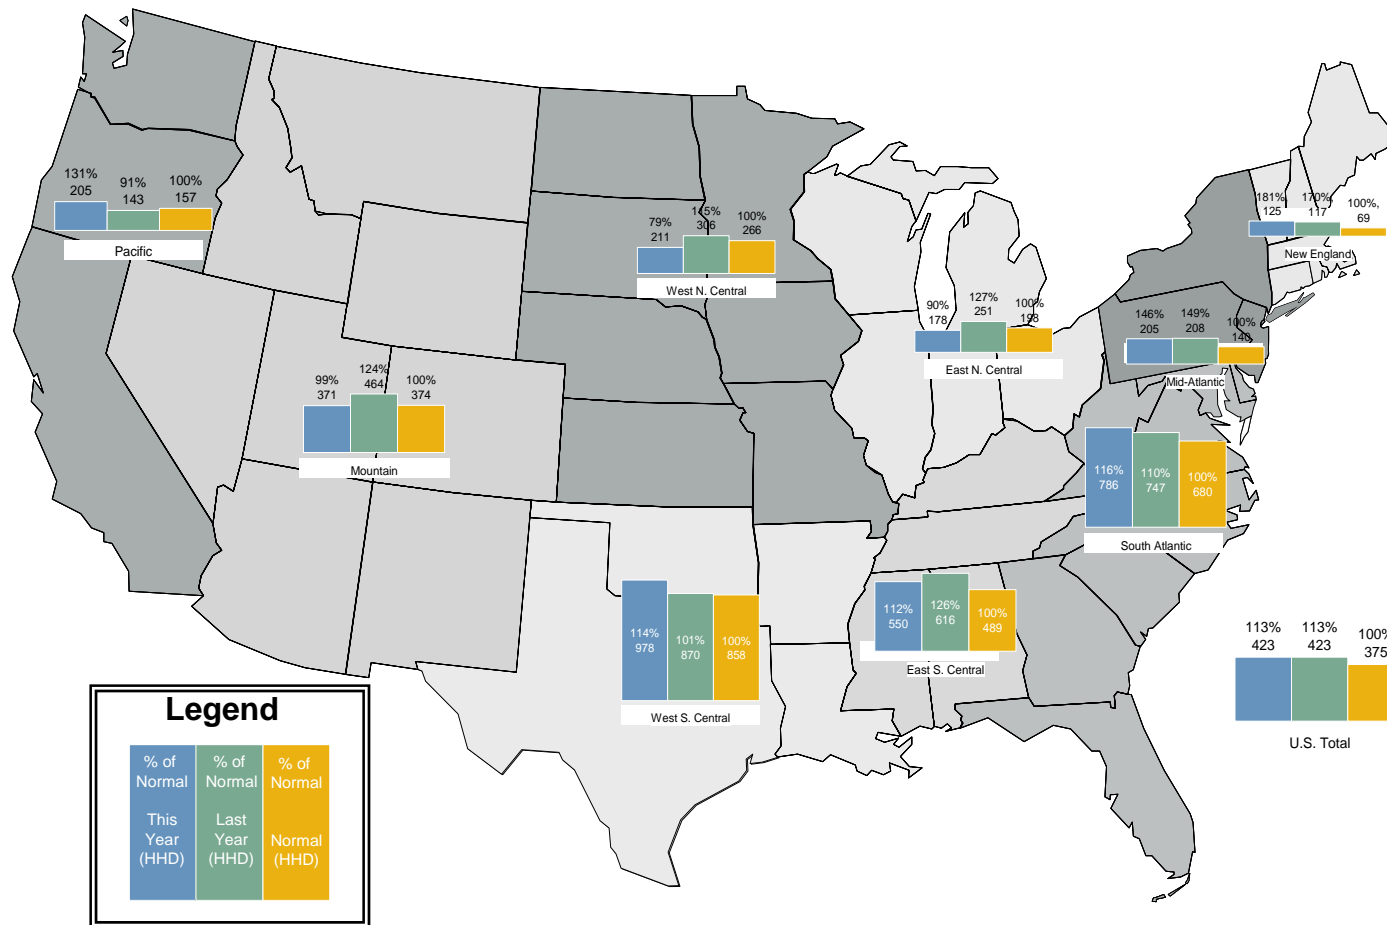 131%
205
91%
143
100%
157
Pacific
79%
211
115%
306
100%
266
West N. Central
181%,
125
170%,
117
100%,
69
New England
90%
178
127%
251
100%
198
East N. Central
146%
205
149%
208
100%
140
Mid-Atlantic
99%
371
124%
464
100%
374
Mountain
116%
786
110%
747
100%
680
South Atlantic
114%
978
101%
870
100%
858
West S. Central
112%
550
126%
616
100%
489
East S. Central
113%
423
113%
423
100%
375
U.S. Total
Legend
% of
Normal
This
Year
(HHD)
% of
Normal
Last
Year
(HHD)
% of
Normal
Normal
(HHD)